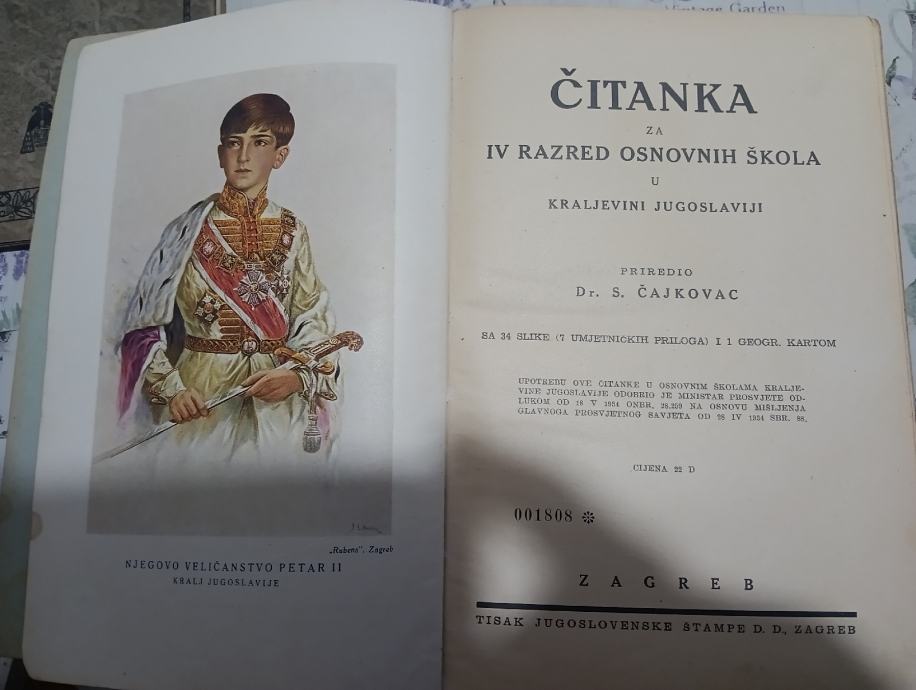 Vintage Garden
„Rubens", Zagreb
NJEGOVO VELIČANSTVO PETAR II
KRALJ JUGOSLAVIJE
ČITANKA
ZA
IV RAZRED OSNOVNIH ŠKOLA
U
KRALJEVINI JUGOSLAVIJI
PRIREDIO
Dr. S. ČAJKOVAC
SA 34 SLIKE (7 UMJETNIČKIH PRILOGA) I 1 GEOGR. KARTOM
UPOTREBU OVE ČITANKE U OSNOVNIM ŠKOLAMA KRALJE-
VINE JUGOSLAVIJE ODOBRIO JE MINISTAR PROSVJETE OD-
LUKOM OD 18 V 1934 ONBR. 28.259 NA OSNOVU MIŠLJENJA
GLAVNOGA PROSVJETNOG SAVJETA OD 28 IV 1934 SBR. 88.
CIJENA 22 D
001808
ZAGREB
TISAK JUGOSLOVENSKE ŠTAMPE D. D., ZAGREB